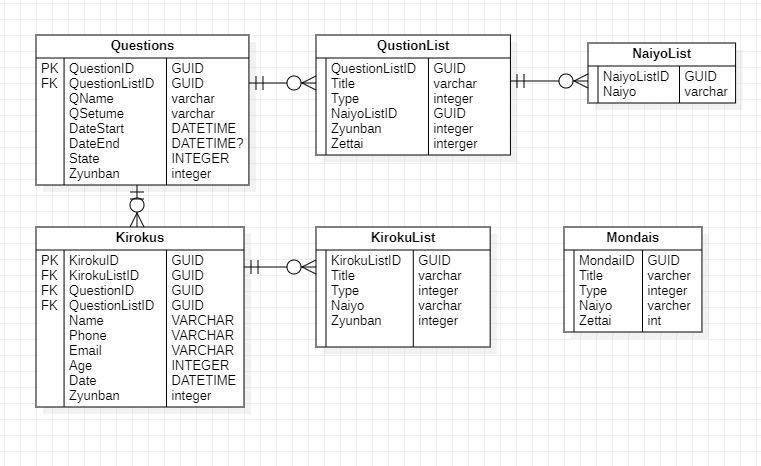 Questions
PK QuestionID GUID
FK QuestionListID GUID
QName varchar
QSetume varchar
DateStart DATETIME
DateEnd DATETIME?
State INTEGER
Zyunban integer
QustionList
QuestionListID GUID
Title varchar
Type integer
NaiyoListID GUID
Zyunban integer
Zettai interger
NaiyoList
NaiyoListID GUID
Naiyo varchar
Kirokus
PK KirokuID GUID
FK KirokuListID GUID
FK QuestionID GUID
FK QuestionListID GUID
Name VARCHAR
Phone VARCHAR
Email VARCHAR
Age INTEGER
Date DATETIME
Zyunban integer
KirokuList
KirokuListID GUID
Title varchar
Type integer
Naiyo varchar
Zyunban integer
Mondais
MondaiID GUID
Title varcher
Type integer
Naiyo varcher
Zettai int